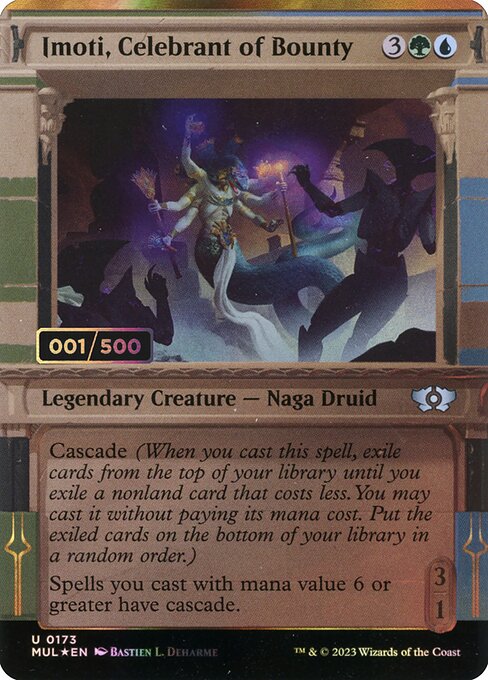 Imoti, Celebrant of Bounty 3
001/500
Legendary Creature — Naga Druid
Cascade (When you cast this spell, exile
cards from the top of your library until you
exile a nonland card that costs less. You may
cast it without paying its mana cost. Put the
exiled cards on the bottom of your library in
a random order.)
Spells you cast with mana value 6 or
greater have cascade.
3
1
U 0173
MUL★EN Bastien L. Deharme
™ & © 2023 Wizards of the Coast